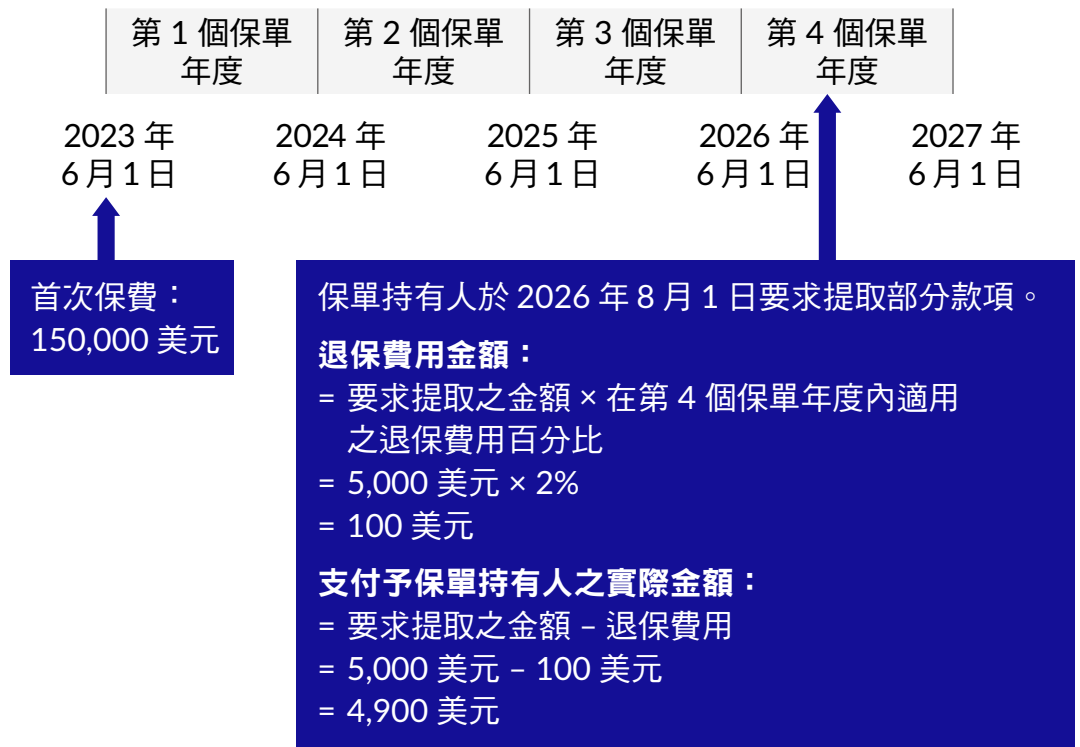 第 1 個保單
年度
第 2 個保單
年度
第 3 個保單
年度
第 4 個保單
年度
2023 年
6 月 1 日
2024 年
6 月 1 日
2025 年
6 月 1 日
2026 年
6 月 1 日
2027 年
6 月 1 日
首次保費：
150,000 美元
保單持有人於 2026 年 8 月 1 日要求提取部分款項。
退保費用金額：
= 要求提取之金額 × 在第 4 個保單年度內適用
之退保費用百分比
= 5,000 美元 × 2%
= 100 美元
支付予保單持有人之實際金額：
= 要求提取之金額 – 退保費用
= 5,000 美元 – 100 美元
= 4,900 美元